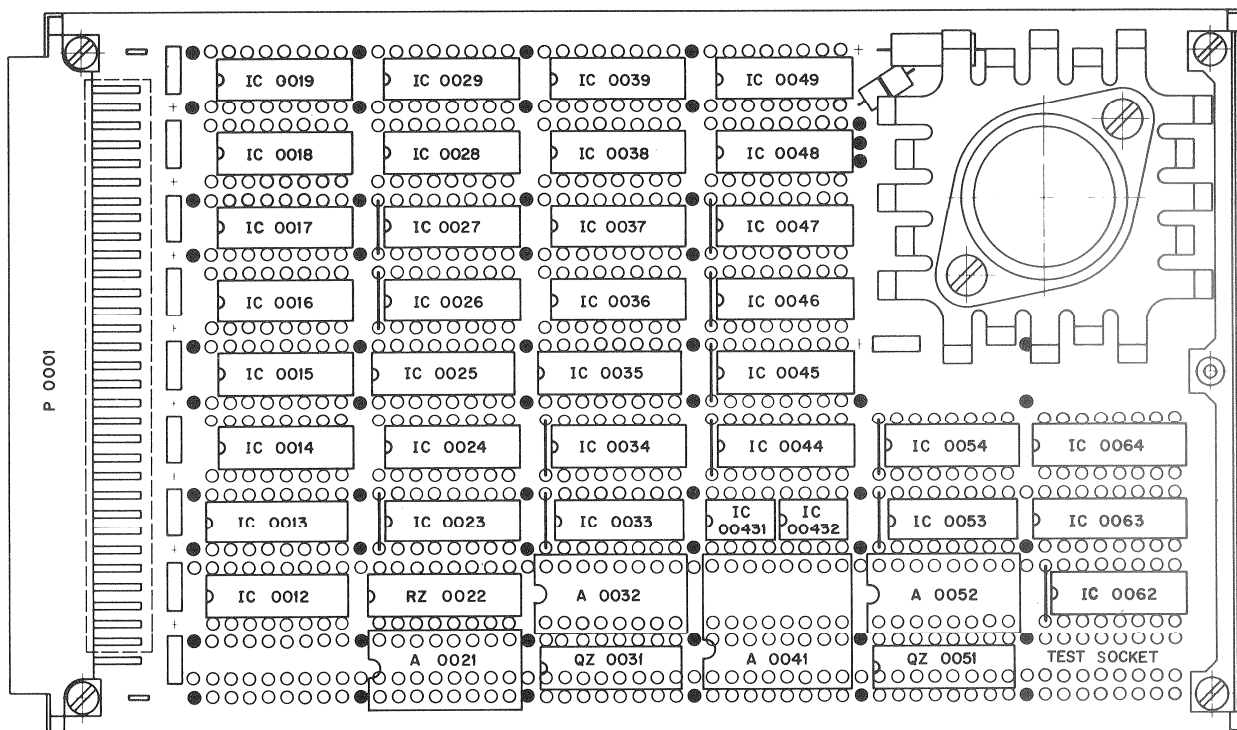 IC 0019 IC 0029 IC 0039 IC 0049
IC 0018 IC 0028 IC 0038 IC 0048
IC 0017 IC 0027 IC 0037 IC 0047
IC 0016 IC 0026 IC 0036 IC 0046
P 0001
IC 0015 IC 0025 IC 0035 IC 0045
IC 0014 IC 0024 IC 0034 IC 0044 IC 0054 IC 0064
IC 0013 IC 0023 IC 0033 IC 00431 IC 00432 IC 0053 IC 0063
IC 0012 RZ 0022 A 0032 A 0052 IC 0062
A 0021 QZ 0031 A 0041 QZ 0051 TEST SOCKET